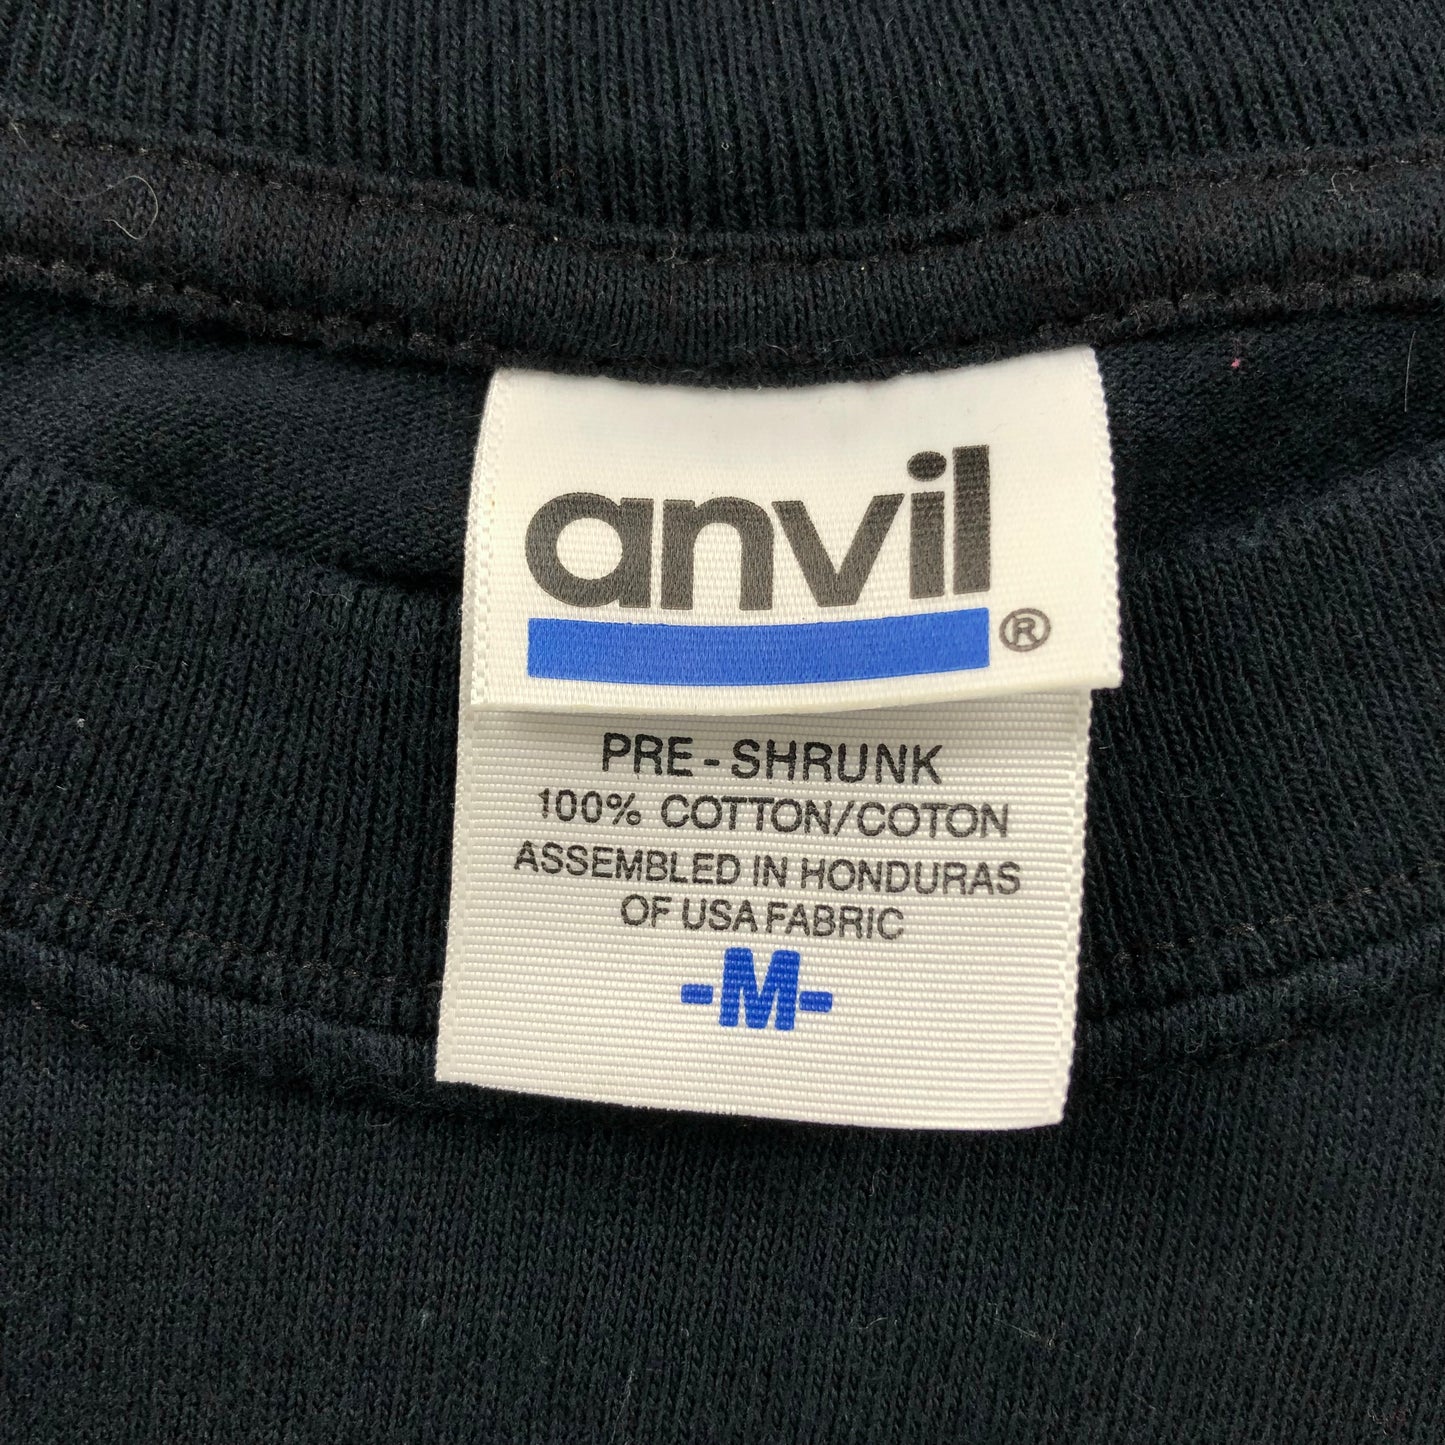 anvil®
PRE-SHRUNK
100% COTTON/COTON
ASSEMBLED IN HONDURAS
OF USA FABRIC
-M-